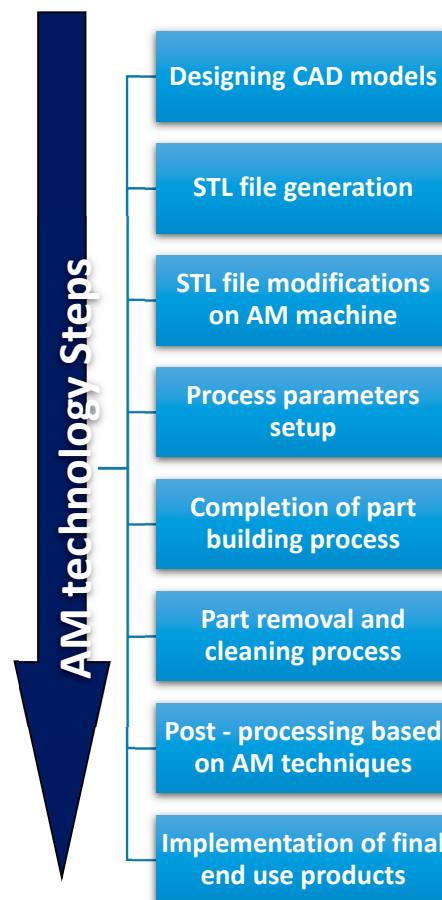 AM technology Steps
Designing CAD models
STL file generation
STL file modifications
on AM machine
Process parameters
setup
Completion of part
building process
Part removal and
cleaning process
Post - processing based
on AM techniques
Implementation of final
end use products